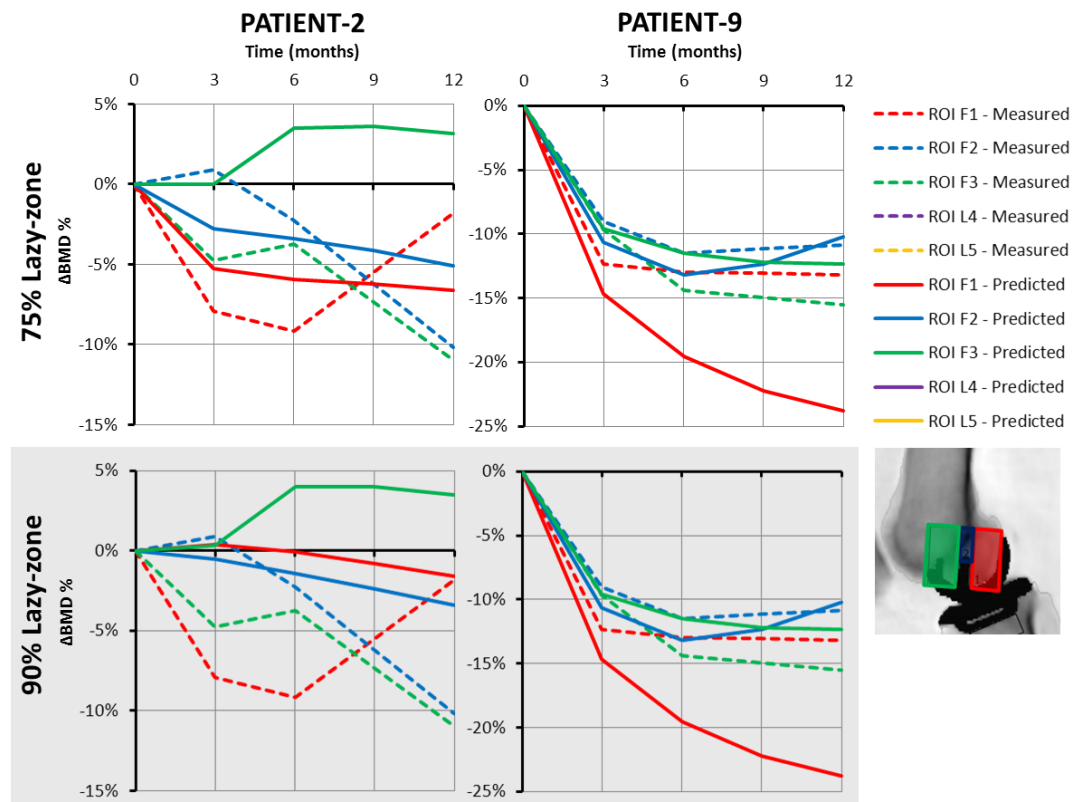 PATIENT-2
Time (months)
0 3 6 9 12
75% Lazy-zone
ΔBMD %
5%
0%
-5%
-10%
-15%
PATIENT-9
Time (months)
0 3 6 9 12
0%
-5%
-10%
-15%
-20%
-25%
ROI F1 - Measured
ROI F2 - Measured
ROI F3 - Measured
ROI L4 - Measured
ROI L5 - Measured
ROI F1 - Predicted
ROI F2 - Predicted
ROI F3 - Predicted
ROI L4 - Predicted
ROI L5 - Predicted
90% Lazy-zone
ΔBMD %
5%
0%
-5%
-10%
-15%
0%
-5%
-10%
-15%
-20%
-25%